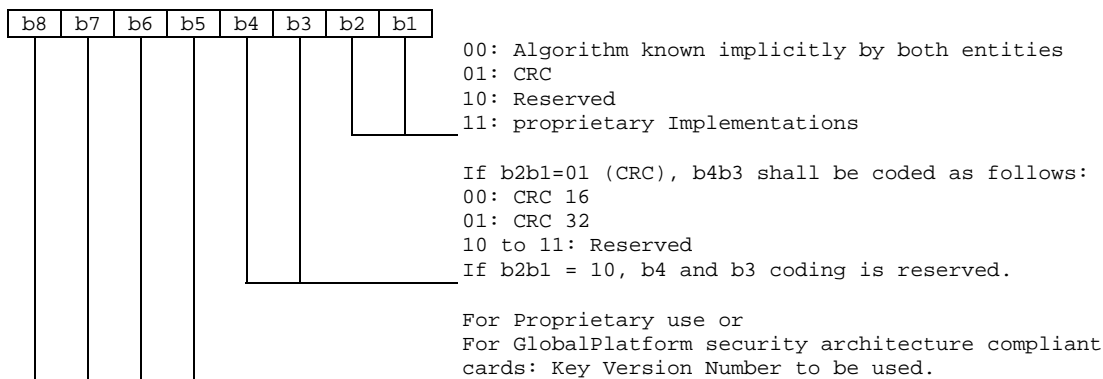 b8 b7 b6 b5 b4 b3 b2 b1
00: Algorithm known implicitly by both entities
01: CRC
10: Reserved
11: proprietary Implementations
If b2b1=01 (CRC), b4b3 shall be coded as follows:
00: CRC 16
01: CRC 32
10 to 11: Reserved
If b2b1 = 10, b4 and b3 coding is reserved.
For Proprietary use or
For GlobalPlatform security architecture compliant
cards: Key Version Number to be used.